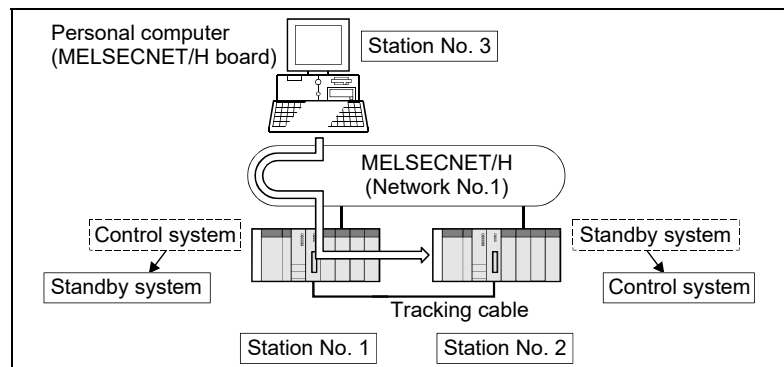 Personal computer
(MELSECNET/H board)
Station No. 3
MELSECNET/H
(Network No.1)
Control system
Standby system
Standby system
Control system
Tracking cable
Station No. 1
Station No. 2